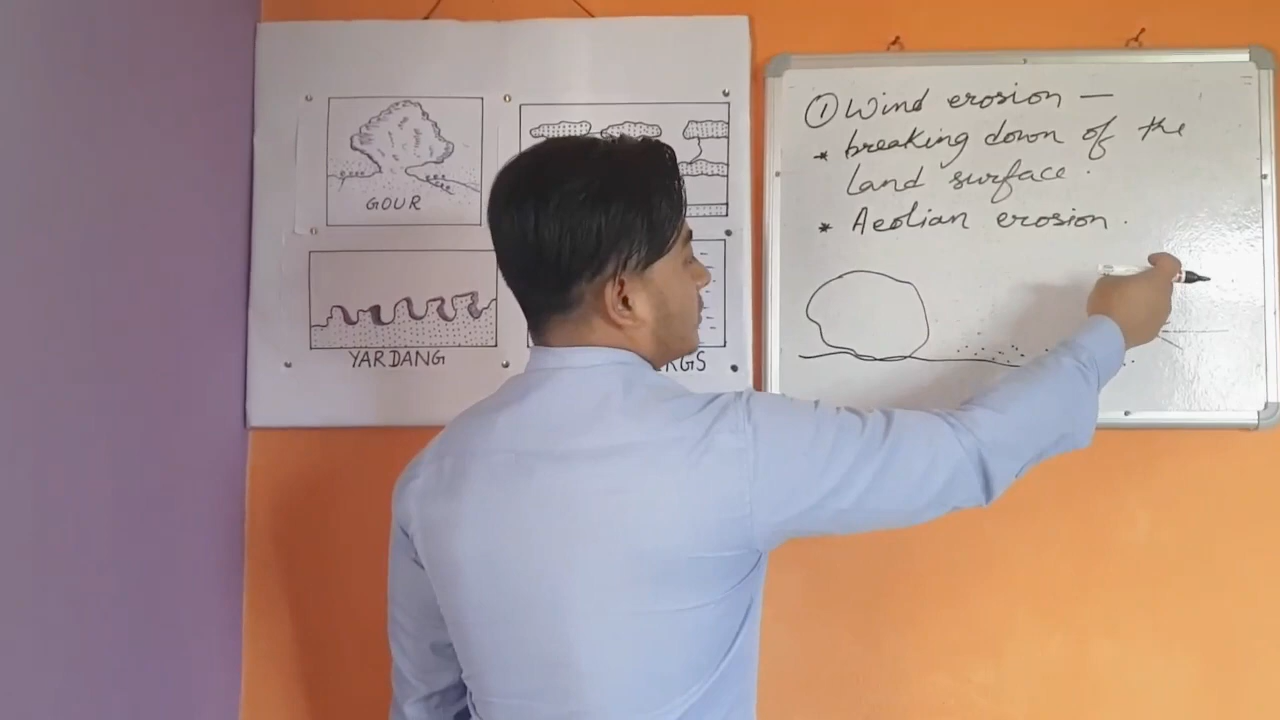 GOUR
YARDANG
RGS
① Wind erosion —
* breaking down of the
Land surface.
* Aeolian erosion.